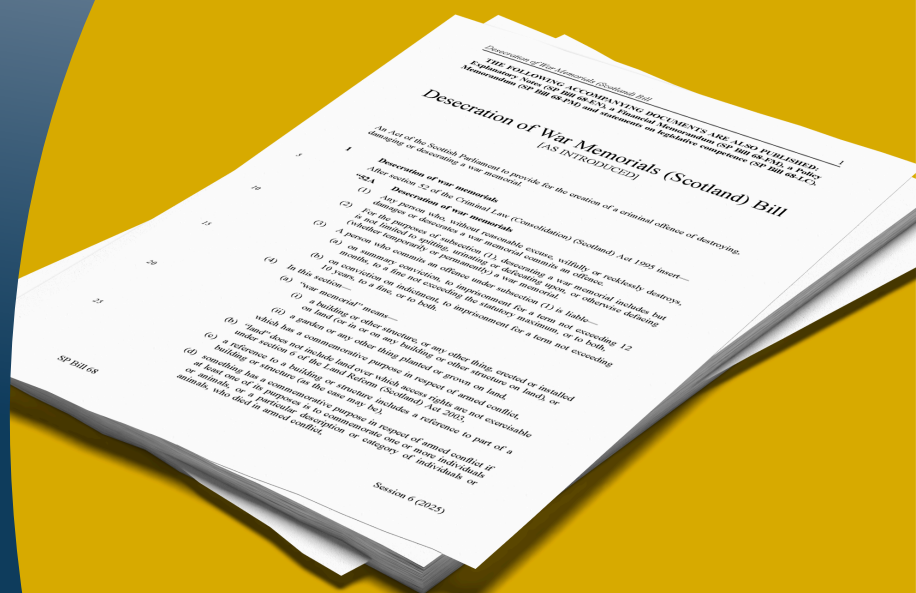 Desecration of War Memorials (Scotland) Bill
1
THE FOLLOWING ACCOMPANYING DOCUMENTS ARE ALSO PUBLISHED:
Explanatory Notes (SP Bill 68-EN), a Financial Memorandum (SP Bill 68-FM), a Policy
Memorandum (SP Bill 68-PM) and statements on legislative competence (SP Bill 68-LC).
Desecration of War Memorials (Scotland) Bill
[AS INTRODUCED]
An Act of the Scottish Parliament to provide for the creation of a criminal offence of destroying,
damaging or desecrating a war memorial.
1 Desecration of war memorials
After section 52 of the Criminal Law (Consolidation) (Scotland) Act 1995 insert—
5 “52A Desecration of war memorials
(1) Any person who, without reasonable excuse, wilfully or recklessly destroys,
damages or desecrates a war memorial commits an offence.
(2) For the purposes of subsection (1), desecrating a war memorial includes but
is not limited to spitting, urinating or defecating upon, or otherwise defacing
10 (whether temporarily or permanently) a war memorial.
(3) A person who commits an offence under subsection (1) is liable—
(a) on summary conviction, to imprisonment for a term not exceeding 12
months, to a fine not exceeding the statutory maximum, or to both,
(b) on conviction on indictment, to imprisonment for a term not exceeding
15 10 years, to a fine, or to both.
(4) In this section—
(a) “war memorial” means—
(i) a building or other structure, or any other thing, erected or installed
on land (or in or on any building or other structure on land), or
20 (ii) a garden or any other thing planted or grown on land,
which has a commemorative purpose in respect of armed conflict,
(b) “land” does not include land over which access rights are not exercisable
under section 6 of the Land Reform (Scotland) Act 2003,
(c) a reference to a building or structure includes a reference to part of a
25 building or structure (as the case may be),
(d) something has a commemorative purpose in respect of armed conflict if
at least one of its purposes is to commemorate one or more individuals
or animals, or a particular description or category of individuals or
animals, who died in armed conflict.
SP Bill 68
Session 6 (2025)